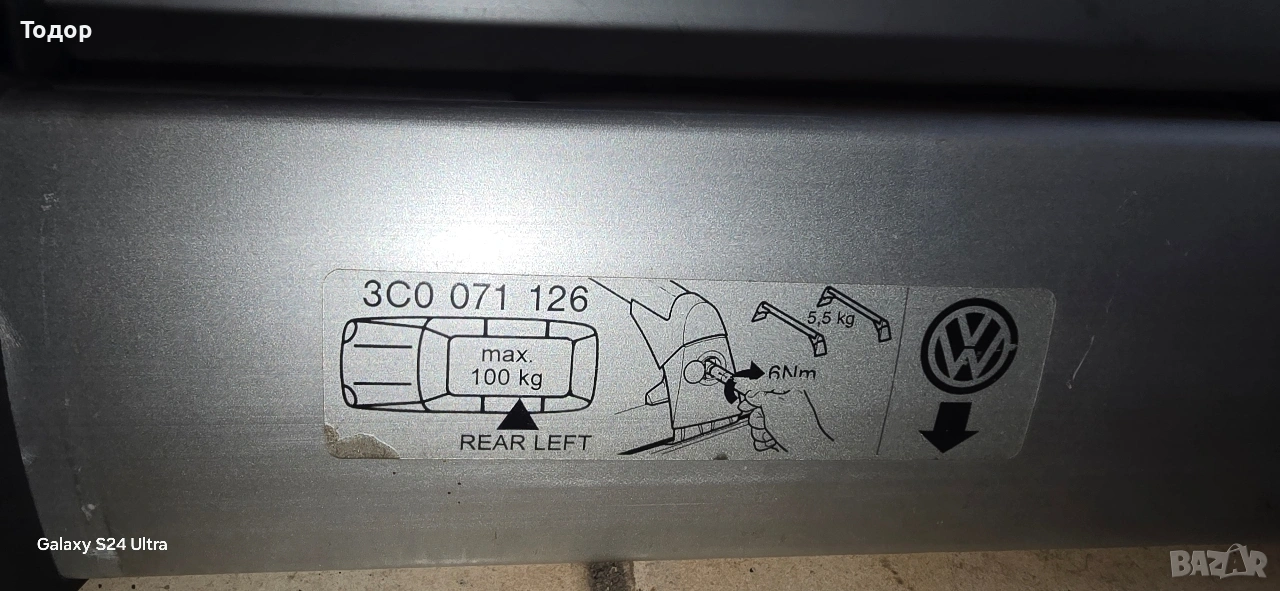 Тодор
3C0 071 126
max.
100 kg
REAR LEFT
5,5 kg
6Nm
Galaxy S24 Ultra
BAZAR